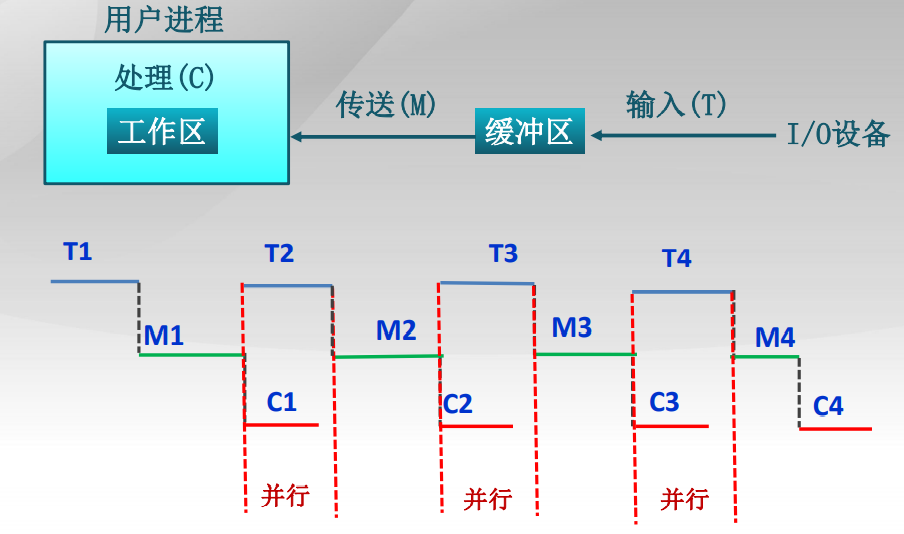 用户进程
处理(C)
工作区
传送(M)
缓冲区
输入(T)
I/O设备
T1
T2
T3
T4
M1
M2
M3
M4
C1
C2
C3
C4
并行
并行
并行